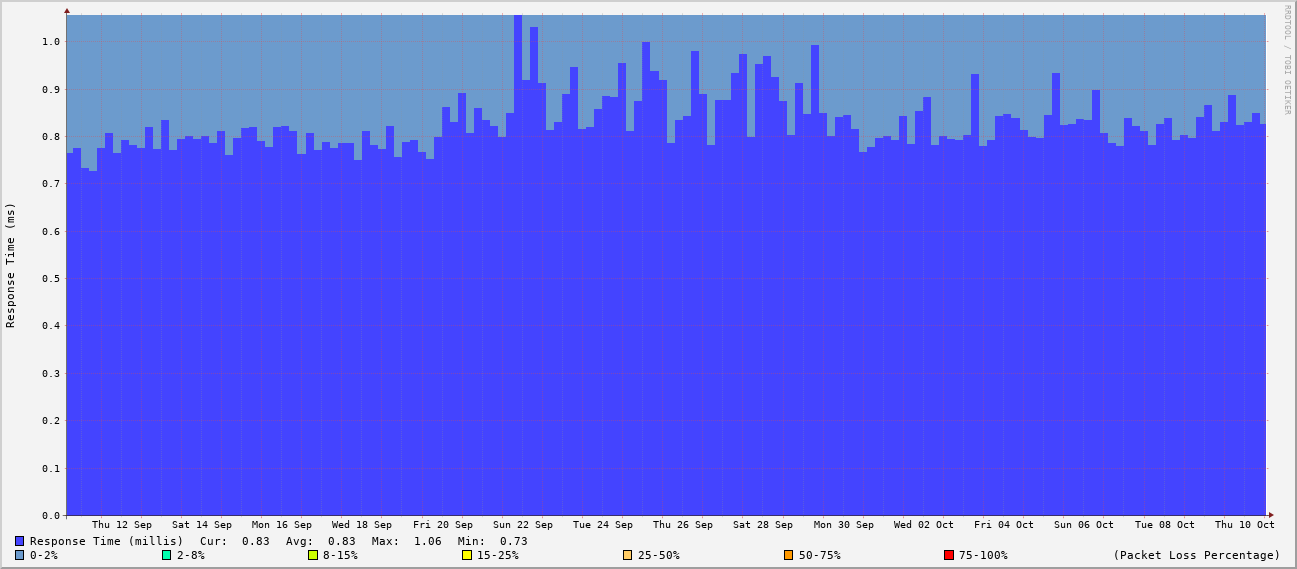 RRDTOOL / TOBI OETIKER
Response Time (ms)
1.0
0.9
0.8
0.7
0.6
0.5
0.4
0.3
0.2
0.1
0.0
Thu 12 Sep Sat 14 Sep Mon 16 Sep Wed 18 Sep Fri 20 Sep Sun 22 Sep Tue 24 Sep Thu 26 Sep Sat 28 Sep Mon 30 Sep Wed 02 Oct Fri 04 Oct Sun 06 Oct Tue 08 Oct Thu 10 Oct
Response Time (millis) Cur: 0.83 Avg: 0.83 Max: 1.06 Min: 0.73
0-2% 2-8% 8-15% 15-25% 25-50% 50-75% 75-100% (Packet Loss Percentage)